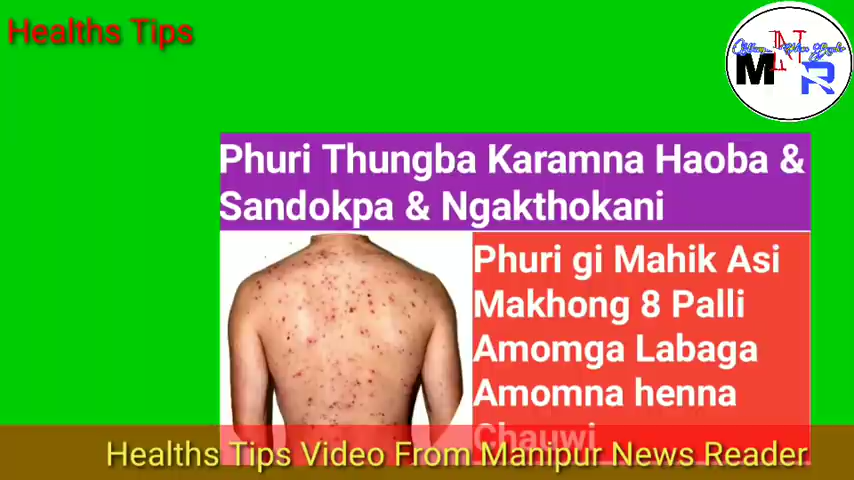 Healths Tips
M N R
Phuri Thungba Karamna Haoba &
Sandokpa & Ngakthokani
Phuri gi Mahik Asi
Makhong 8 Palli
Amomga Labaga
Amomna henna
Chauwi
Healths Tips Video From Manipur News Reader